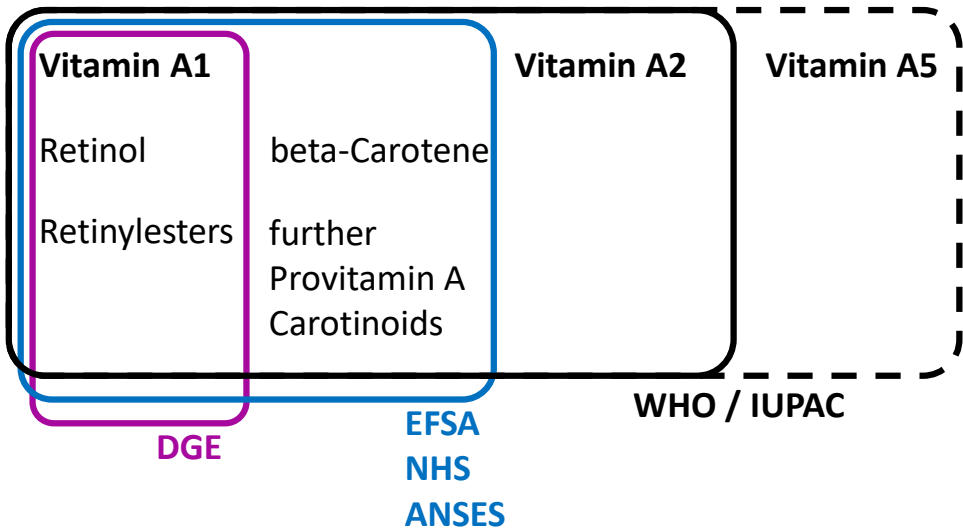 Vitamin A1
Vitamin A2
Vitamin A5
Retinol
beta-Carotene
Retinylesters
further
Provitamin A
Carotinoids
WHO / IUPAC
EFSA
DGE
NHS
ANSES